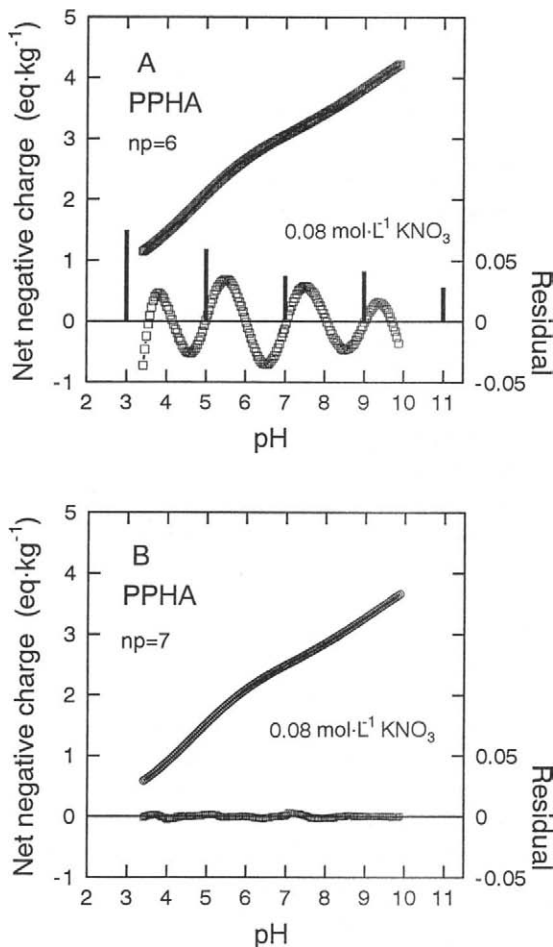 Net negative charge (eq·kg⁻¹)
5
4
3
2
1
0
-1
A
PPHA
np=6
0.08 mol·L⁻¹ KNO₃
0.05
0
-0.05
Residual
2 3 4 5 6 7 8 9 10 11
pH
Net negative charge (eq·kg⁻¹)
5
4
3
2
1
0
-1
B
PPHA
np=7
0.08 mol·L⁻¹ KNO₃
0.05
0
-0.05
Residual
2 3 4 5 6 7 8 9 10 11
pH